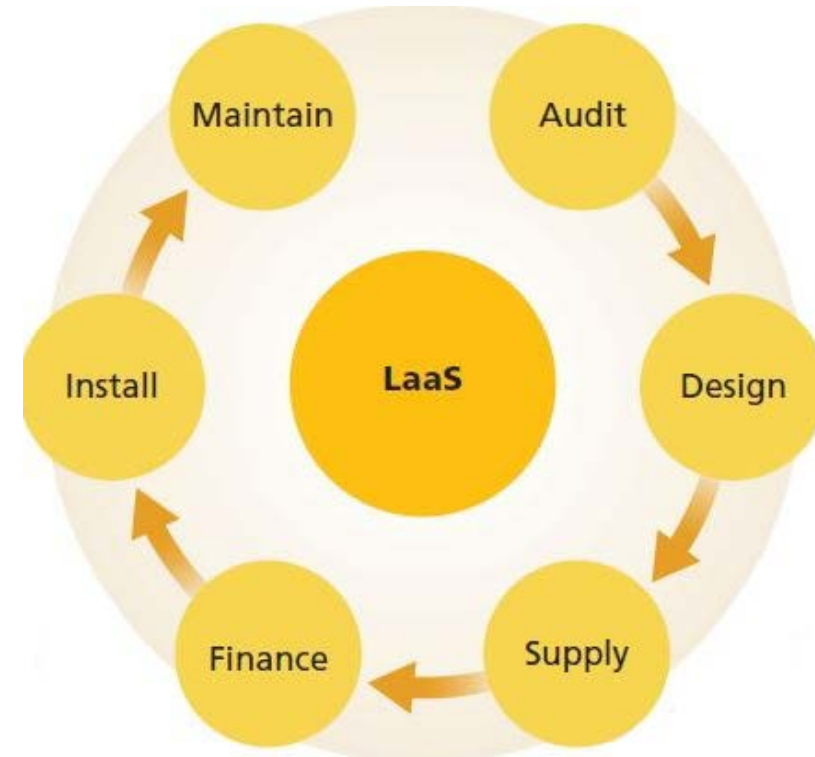 Maintain
Audit
LaaS
Install
Design
Finance
Supply